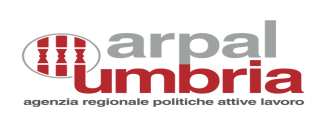 arpal
umbria
agenzia regionale politiche attive lavoro